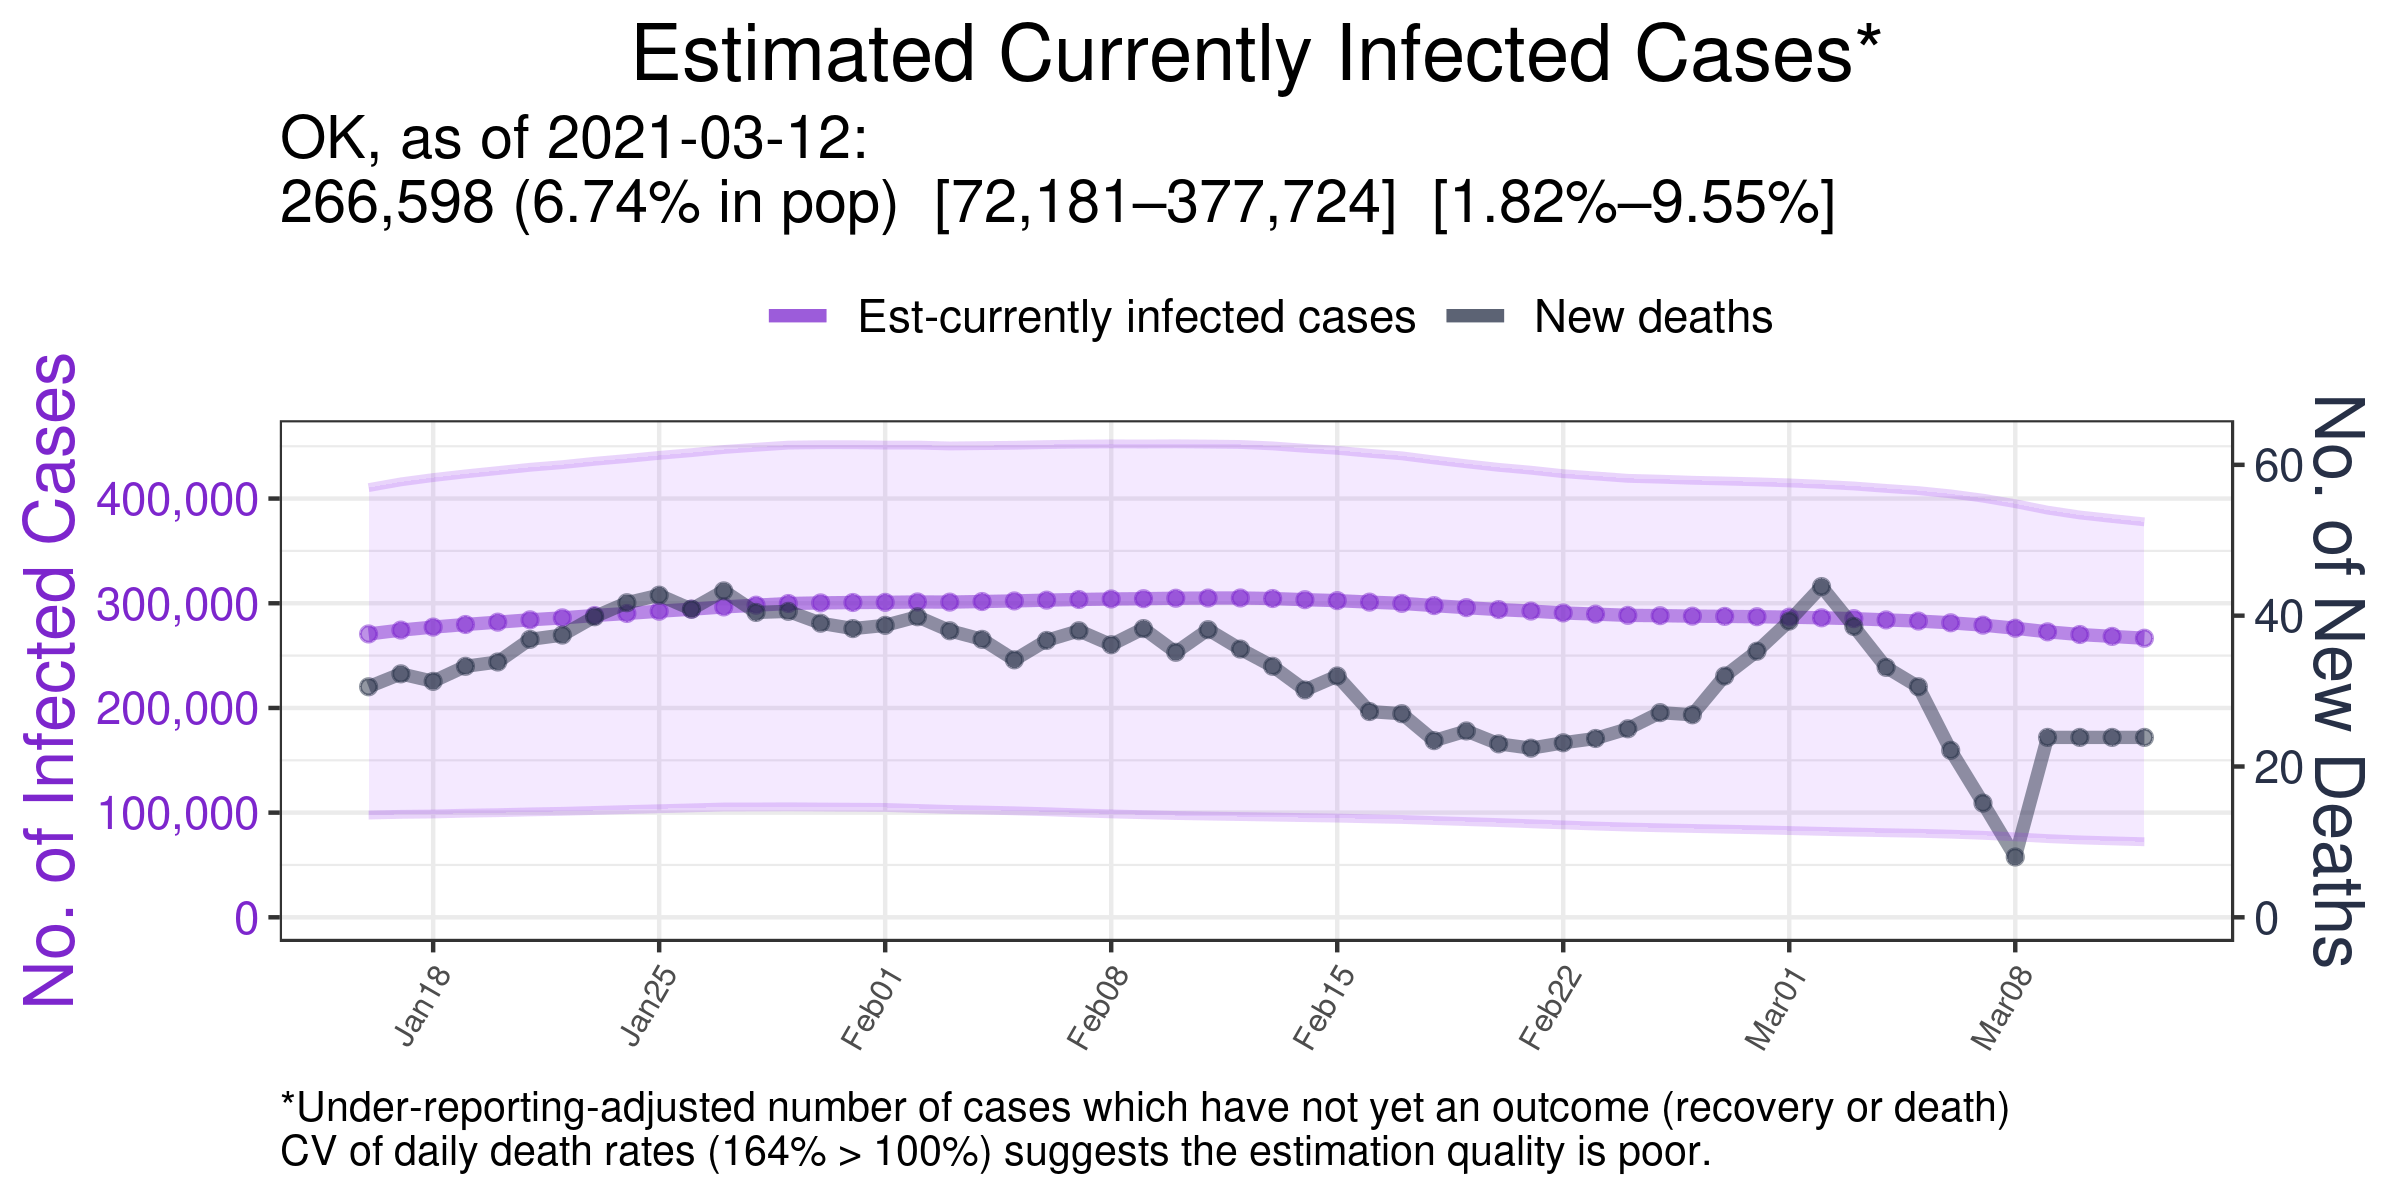 Estimated Currently Infected Cases*
OK, as of 2021-03-12:
266,598 (6.74% in pop) [72,181–377,724] [1.82%–9.55%]
Est-currently infected cases
New deaths
No. of Infected Cases
400,000
300,000
200,000
100,000
0
60
40
20
0
No. of New Deaths
Jan18
Jan25
Feb01
Feb08
Feb15
Feb22
Mar01
Mar08
*Under-reporting-adjusted number of cases which have not yet an outcome (recovery or death)
CV of daily death rates (164% > 100%) suggests the estimation quality is poor.